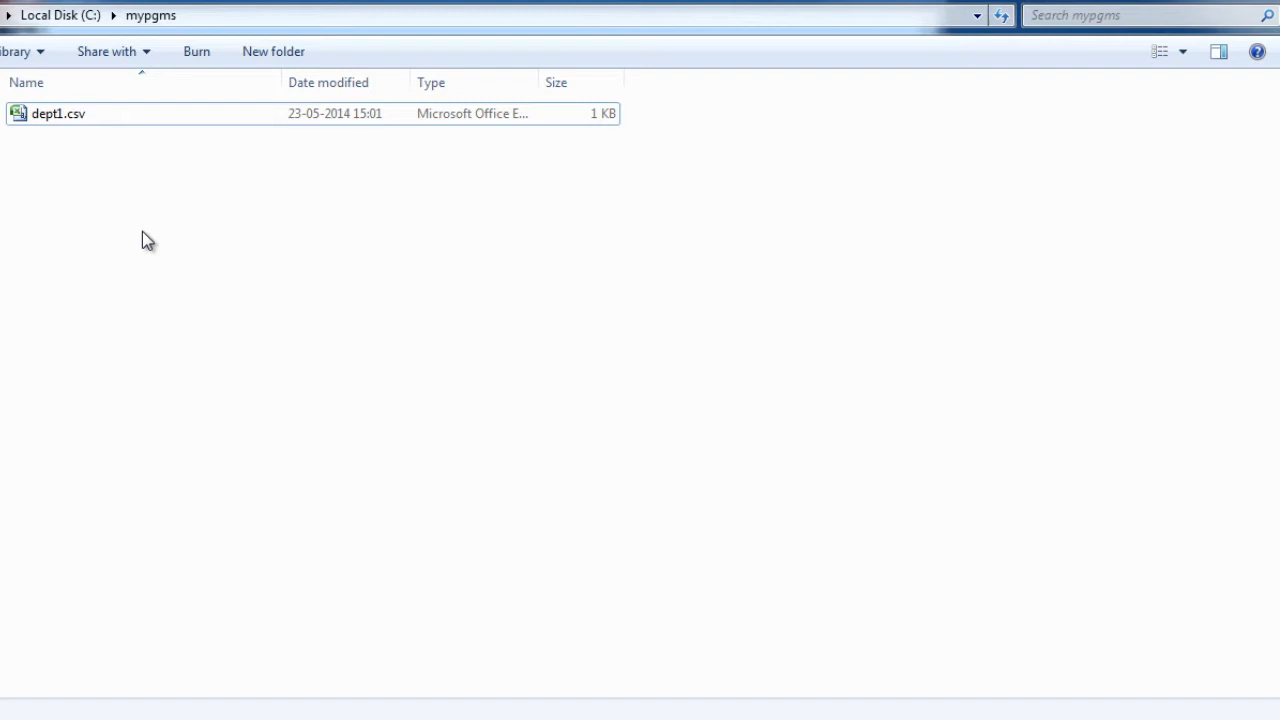 Local Disk (C:) mypgms Search mypgms
ibrary Share with Burn New folder
Name Date modified Type Size
dept1.csv 23-05-2014 15:01 Microsoft Office E... 1 KB